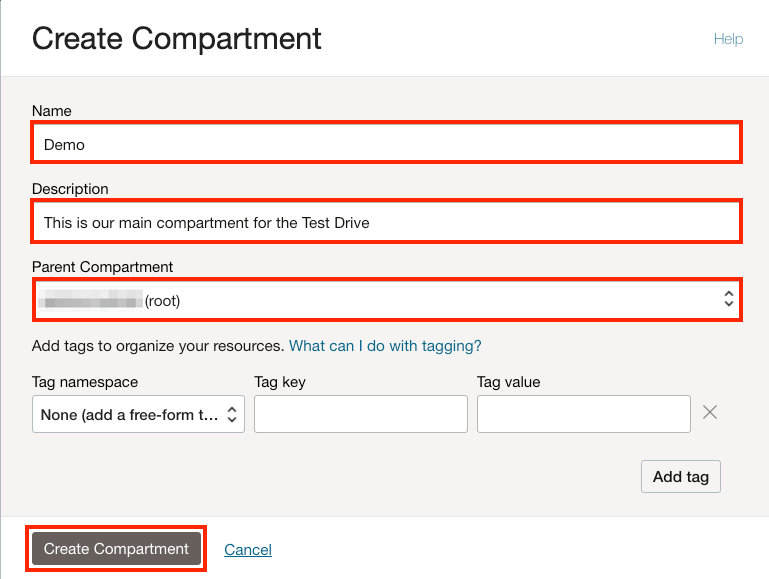 Create Compartment
Help
Name
Demo
Description
This is our main compartment for the Test Drive
Parent Compartment
(root)
Add tags to organize your resources. What can I do with tagging?
Tag namespace Tag key Tag value
None (add a free-form t...
Add tag
Create Compartment Cancel